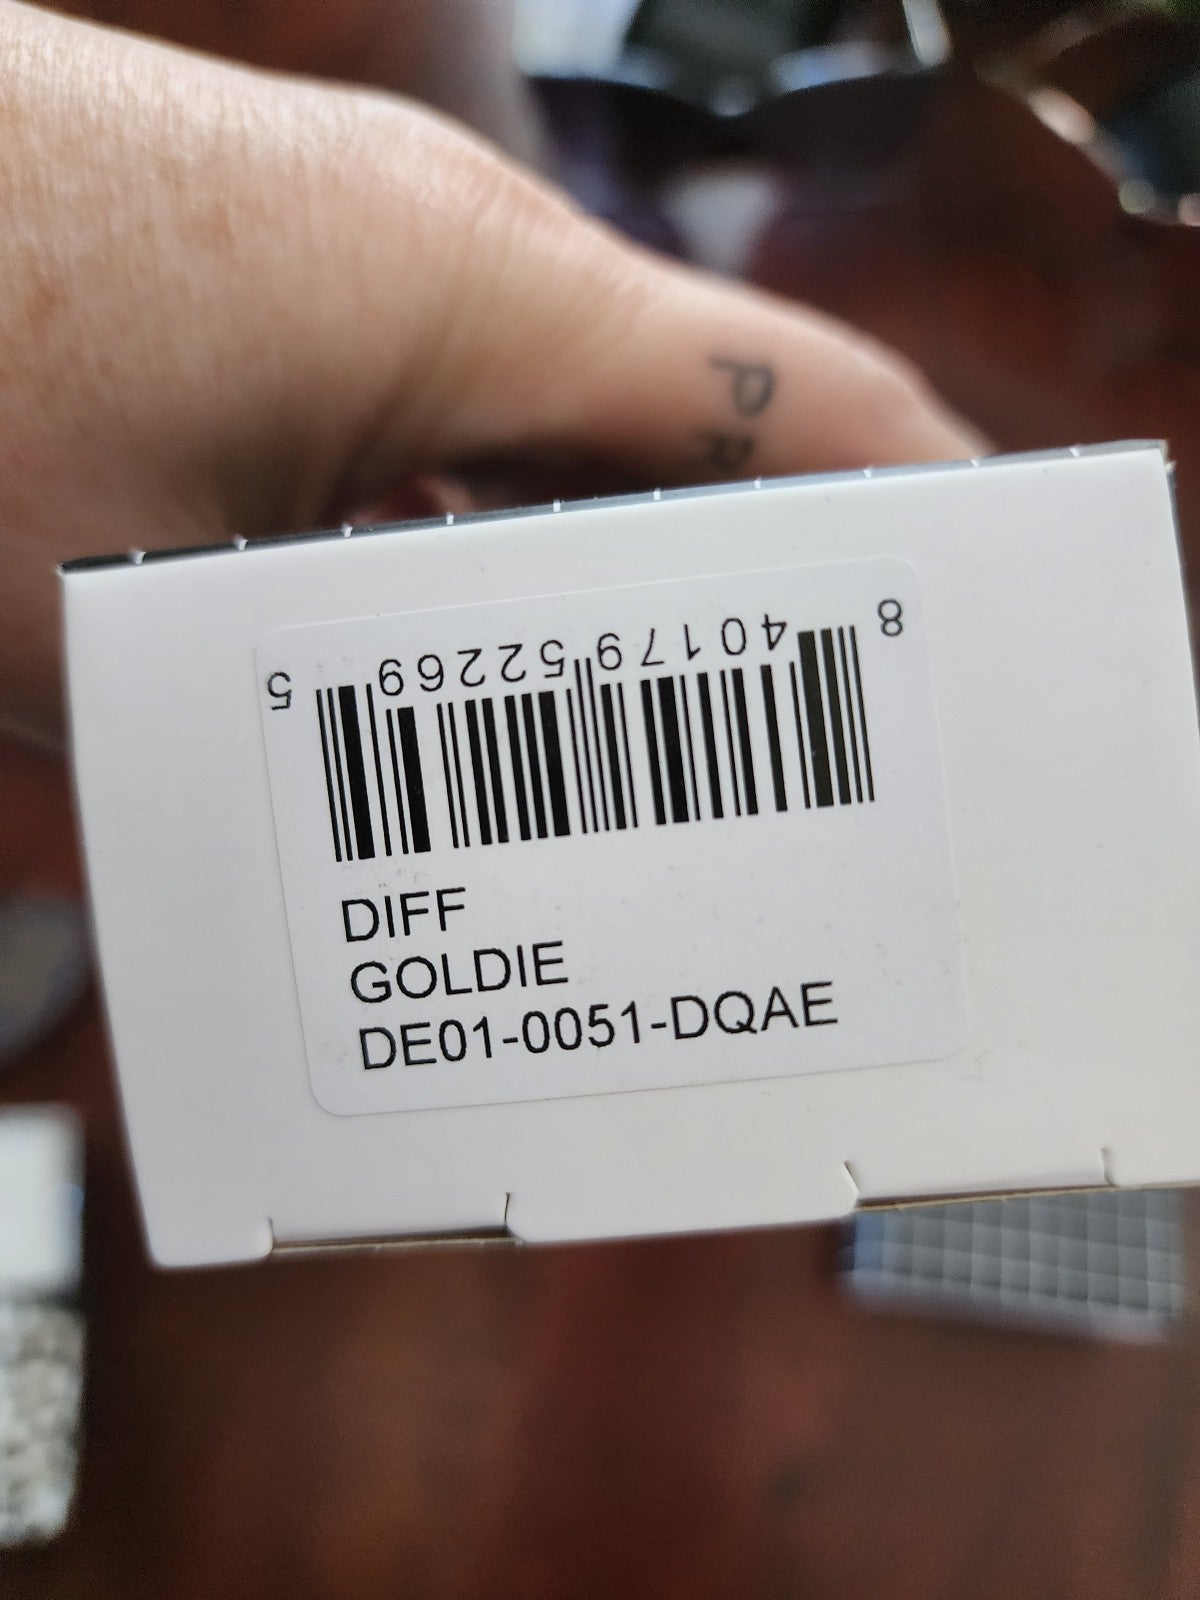 8 40179 52269 5
DIFF
GOLDIE
DE01-0051-DQAE
P
R